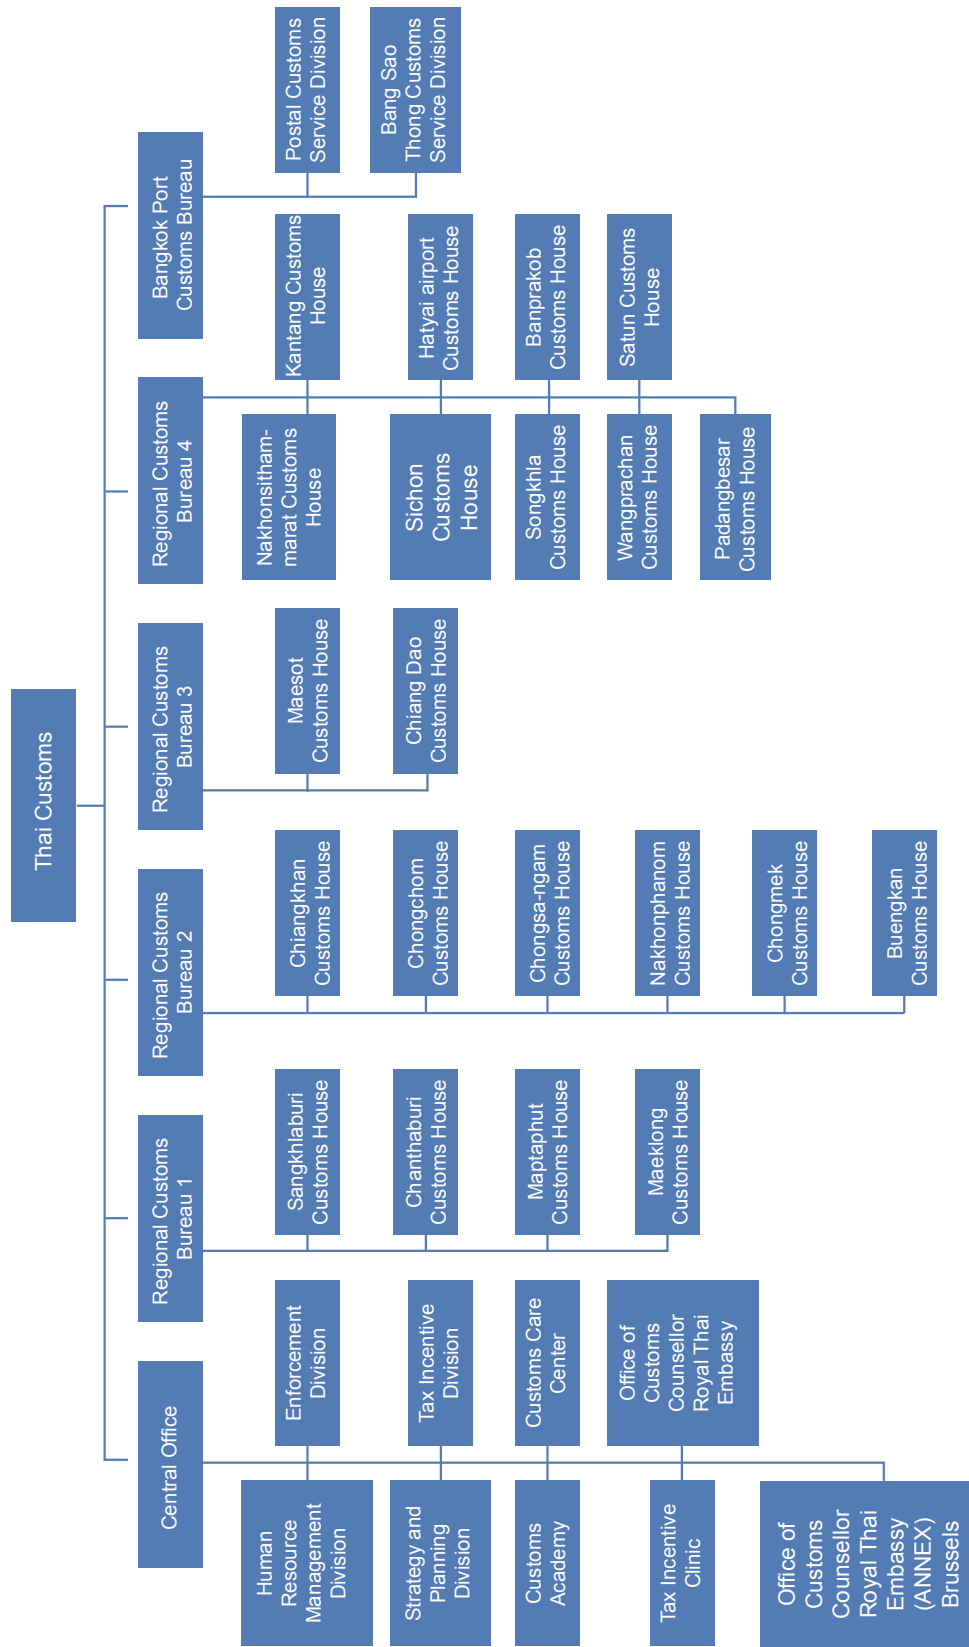 Thai Customs
Central Office
Human
Resource
Management
Division
Enforcement
Division
Strategy and
Planning
Division
Tax Incentive
Division
Customs
Academy
Customs Care
Center
Tax Incentive
Clinic
Office of
Customs
Counsellor
Royal Thai
Embassy
Office of
Customs
Counsellor
Royal Thai
Embassy
(ANNEX)
Brussels
Regional Customs
Bureau 1
Sangkhlaburi
Customs House
Chanthaburi
Customs House
Maptaphut
Customs House
Maeklong
Customs House
Regional Customs
Bureau 2
Chiangkhan
Customs House
Chongchom
Customs House
Chongsa-ngam
Customs House
Nakhonphanom
Customs House
Chongmek
Customs House
Buengkan
Customs House
Regional Customs
Bureau 3
Maesot
Customs House
Chiang Dao
Customs House
Regional Customs
Bureau 4
Nakhonsitham-
marat Customs
House
Kantang Customs
House
Sichon
Customs
House
Hatyai airport
Customs House
Songkhla
Customs House
Banprakob
Customs House
Wangprachan
Customs House
Satun Customs
House
Padangbesar
Customs House
Bangkok Port
Customs Bureau
Postal Customs
Service Division
Bang Sao
Thong Customs
Service Division